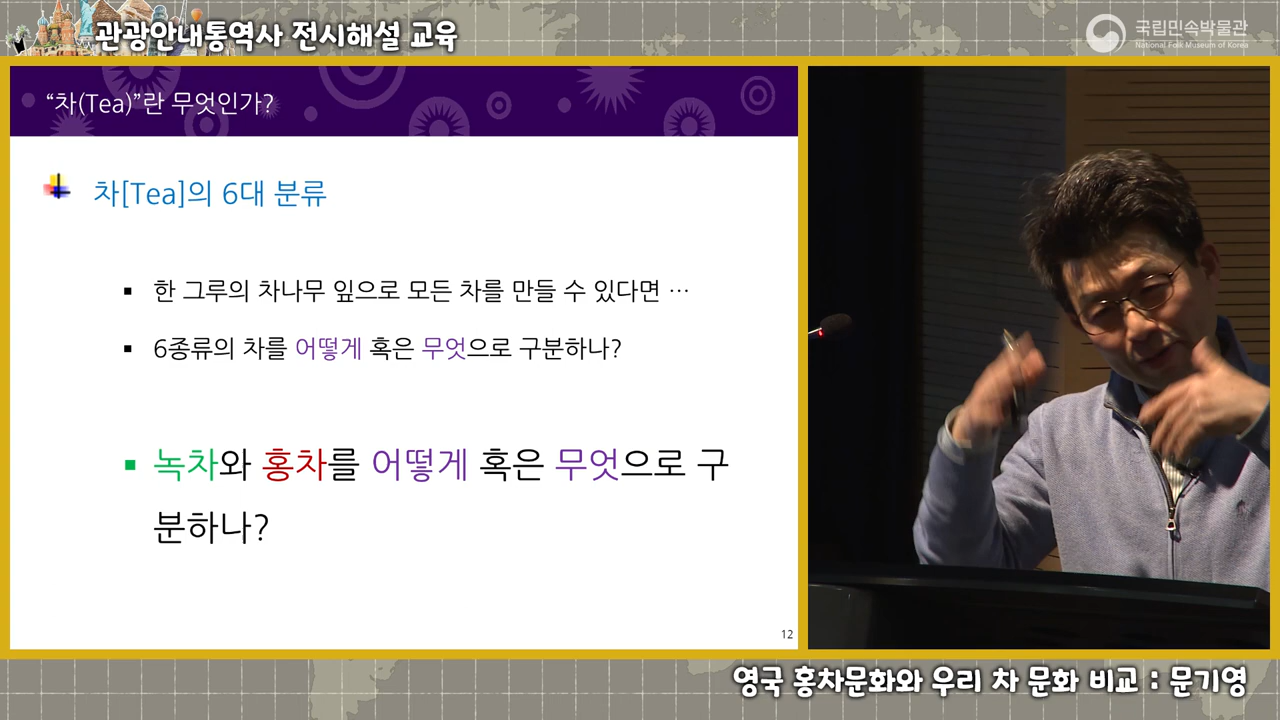 관광안내통역사 전시해설 교육
국립민속박물관
National Folk Museum of Korea
“차(Tea)”란 무엇인가?
차[Tea]의 6대 분류
▪ 한 그루의 차나무 잎으로 모든 차를 만들 수 있다면 …
▪ 6종류의 차를 어떻게 혹은 무엇으로 구분하나?
▪ 녹차와 홍차를 어떻게 혹은 무엇으로 구
분하나?
12
영국 홍차문화와 우리 차 문화 비교 : 문기영